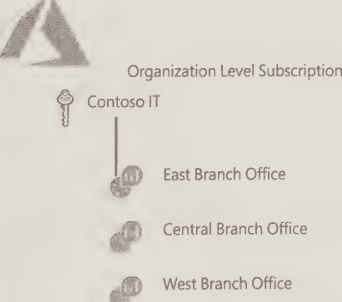 Organization Level Subscription
Contoso IT
East Branch Office
Central Branch Office
West Branch Office